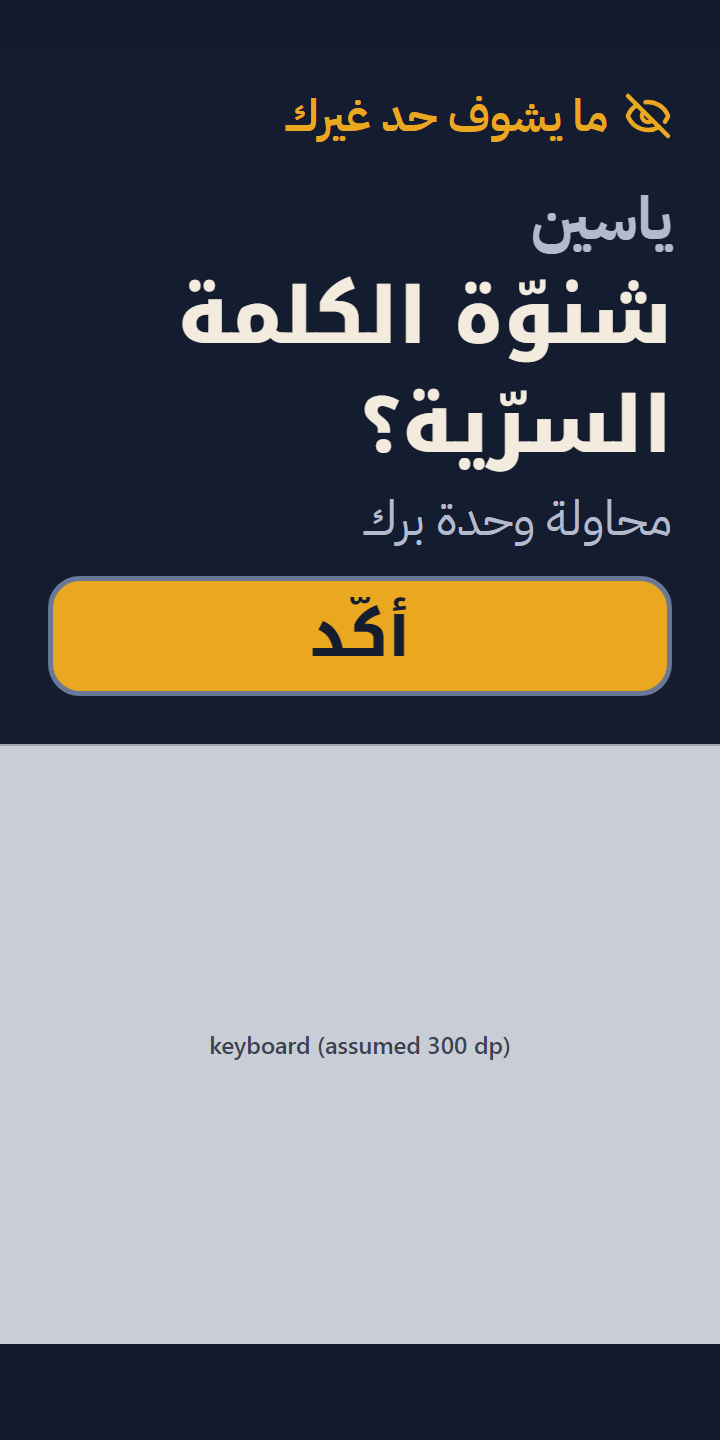 ما يشوف حد غيرك
ياسين
شنوّة الكلمة
السرّية؟
محاولة وحدة برك
أكّد
keyboard (assumed 300 dp)